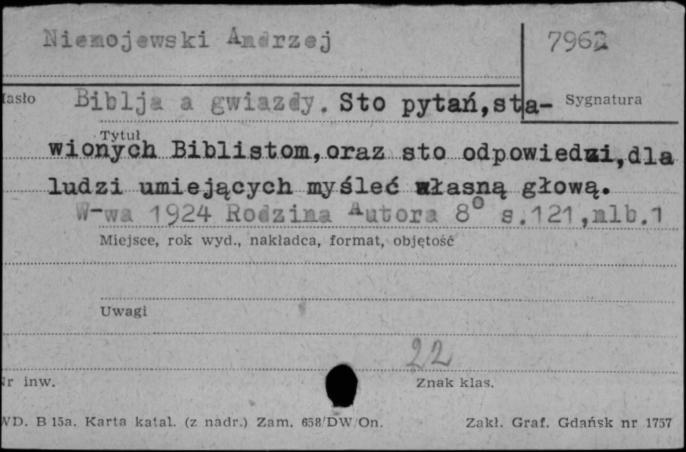 Niemojewski Andrzej
7962
Hasło Biblja a gwiazdy. Sto pytań,sta- Sygnatura
Tytuł
wionych Biblistom,oraz sto odpowiedzi,dla
ludzi umiejących myśleć własną głową.
W-wa 1924 Rodzina Autora 8° s.121,nlb.1
Miejsce, rok wyd., nakładca, format, objętość
Uwagi
22
Nr inw. Znak klas.
WD. B 15a. Karta katal. (z nadr.) Zam. 658/DW/On. Zakł. Graf. Gdańsk nr 1757